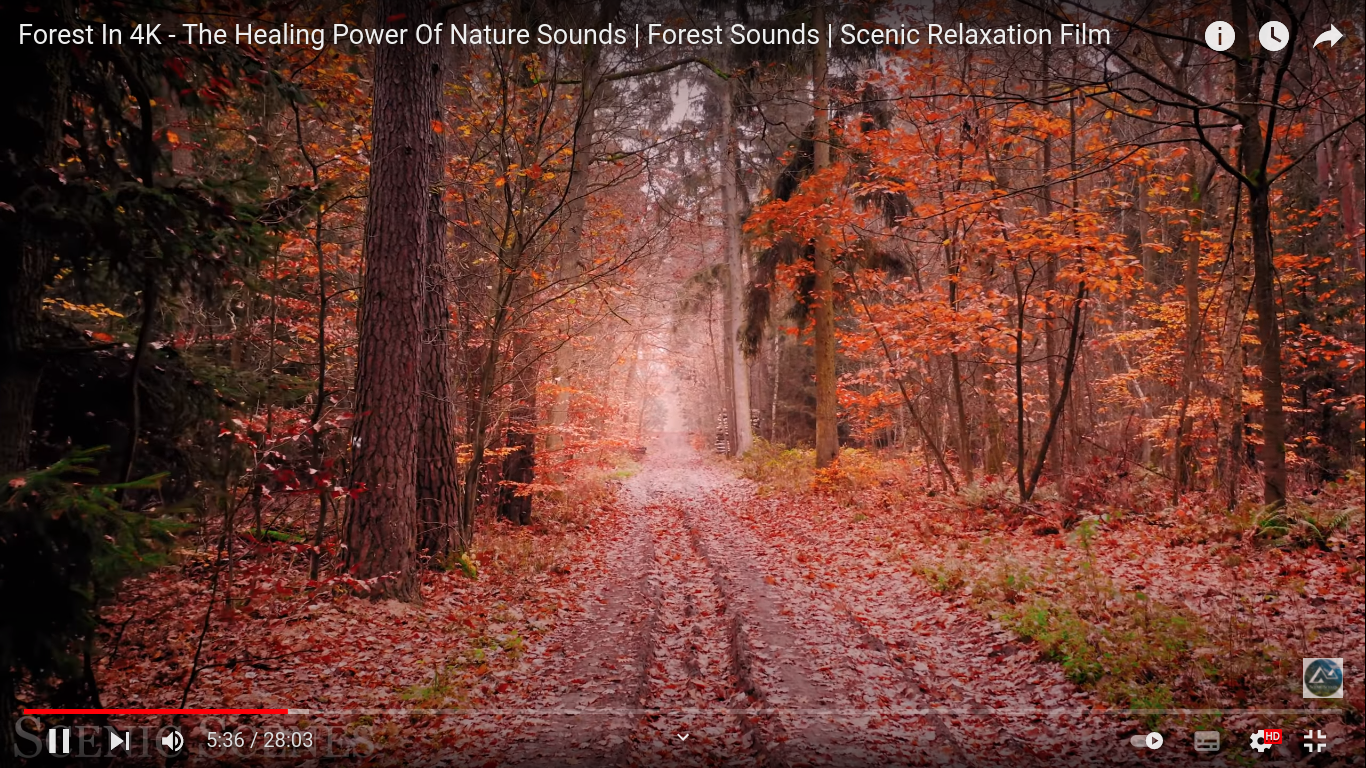 Forest In 4K - The Healing Power Of Nature Sounds | Forest Sounds | Scenic Relaxation Film
5:36 / 28:03
HD